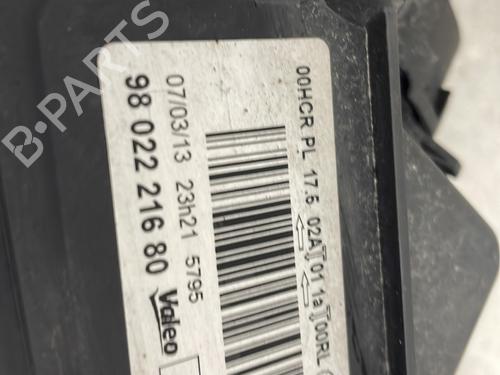 00HCR PL 17.5 02A 01 1a 00RL
07/03/13 23h21 5795
98 022 216 80 Valeo
B-PARTS